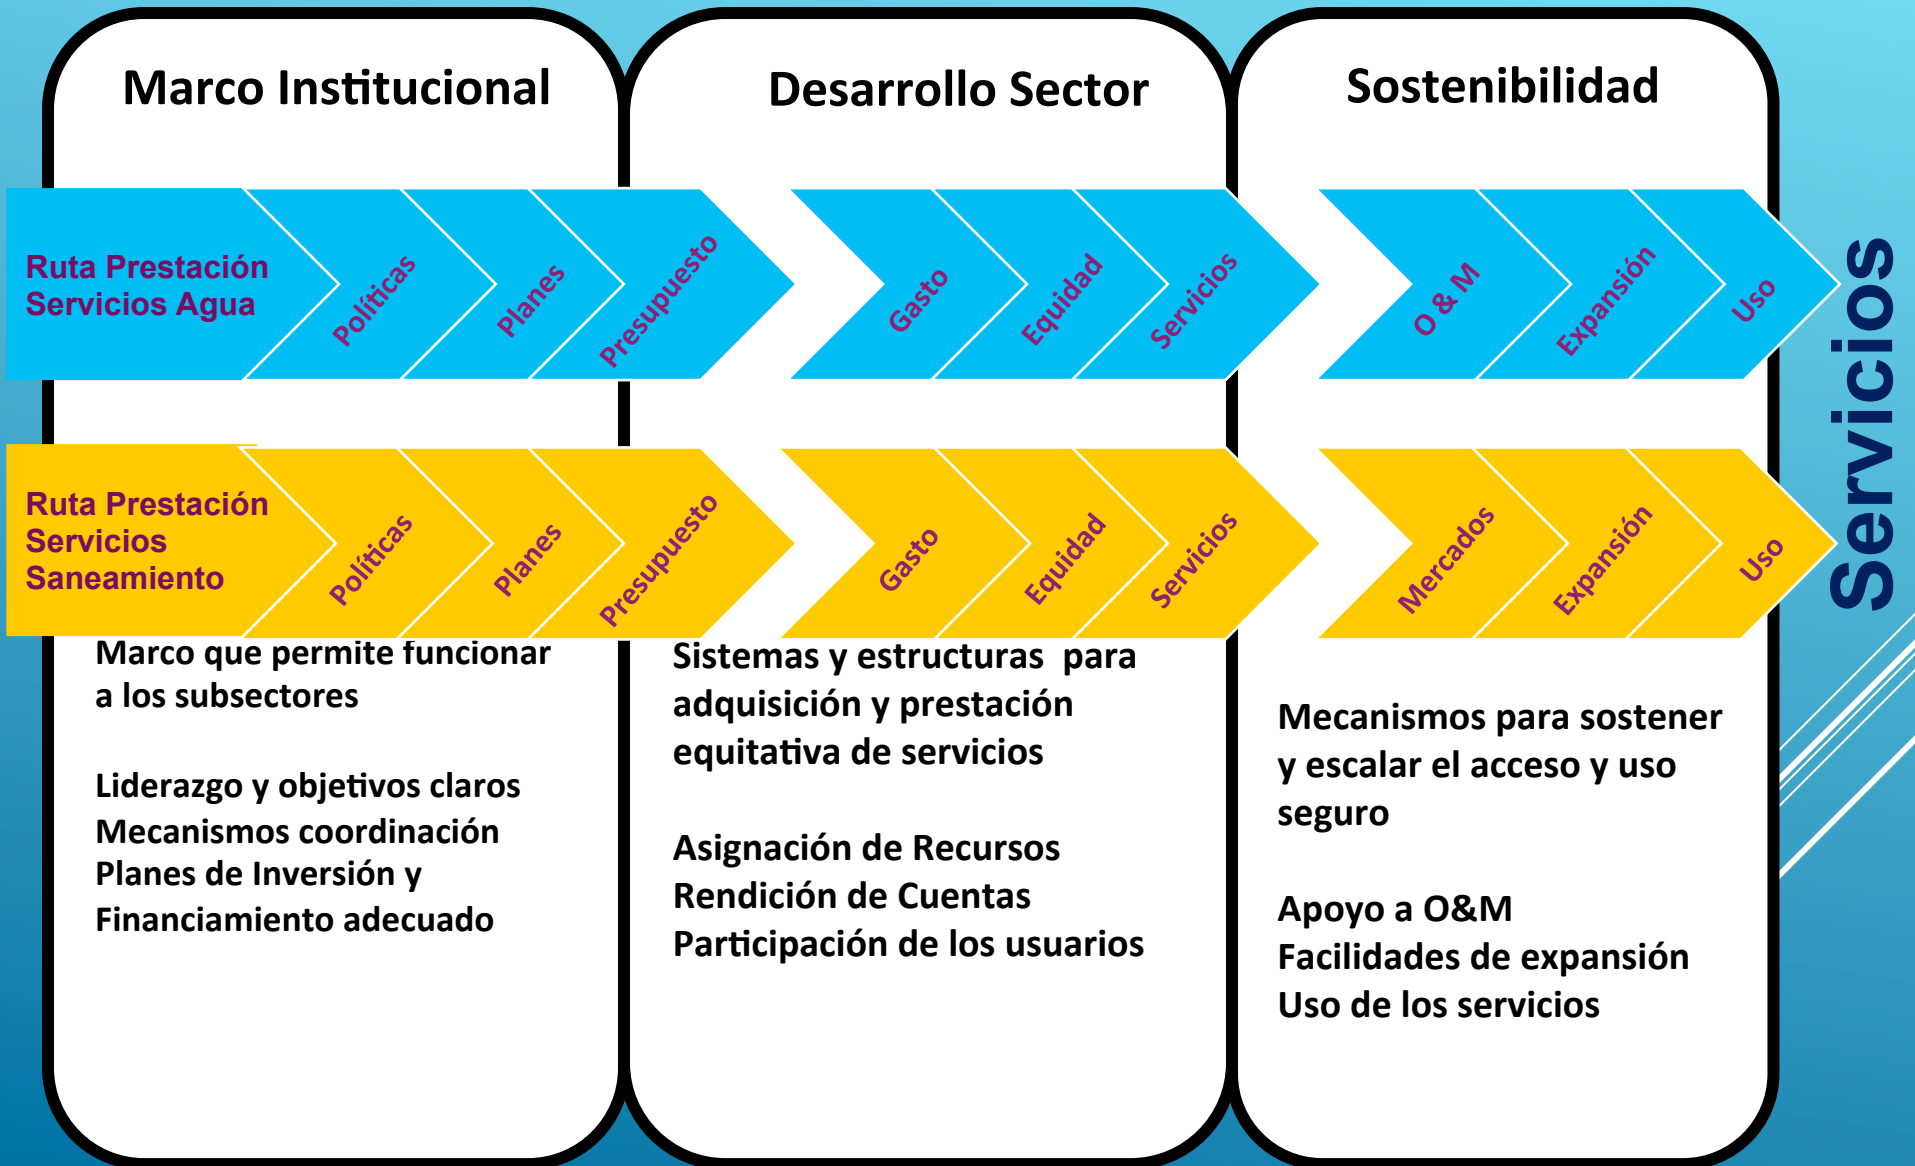 Marco Institucional
Desarrollo Sector
Sostenibilidad
Ruta Prestación
Servicios Agua
Políticas
Planes
Presupuesto
Gasto
Equidad
Servicios
O & M
Expansión
Uso
Ruta Prestación
Servicios
Saneamiento
Políticas
Planes
Presupuesto
Gasto
Equidad
Servicios
Mercados
Expansión
Uso
Servicios
Marco que permite funcionar
a los subsectores
Liderazgo y objetivos claros
Mecanismos coordinación
Planes de Inversión y
Financiamiento adecuado
Sistemas y estructuras  para
adquisición y prestación
equitativa de servicios
Asignación de Recursos
Rendición de Cuentas
Participación de los usuarios
Mecanismos para sostener
y escalar el acceso y uso
seguro
Apoyo a O&M
Facilidades de expansión
Uso de los servicios